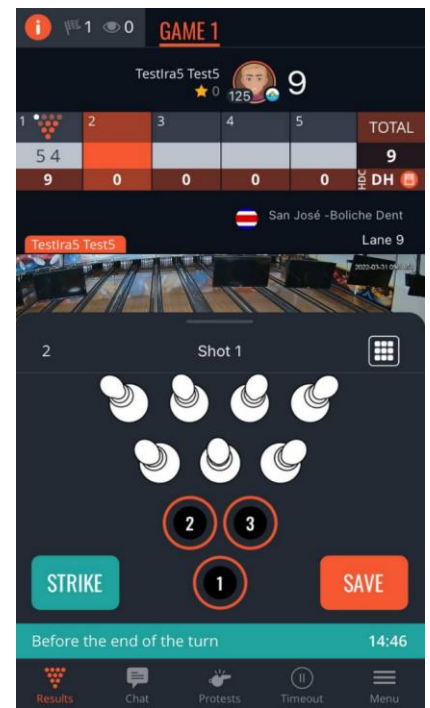 i 1 0 GAME 1
TestIra5 Test5
0
125
9
1 2 3 4 5 TOTAL
5 4 9
9 0 0 0 0 HDC DH
San José -Boliche Dent
TestIra5 Test5 Lane 9
2 Shot 1
2 3
STRIKE 1 SAVE
Before the end of the turn 14:46
Results Chat Protests Timeout Menu